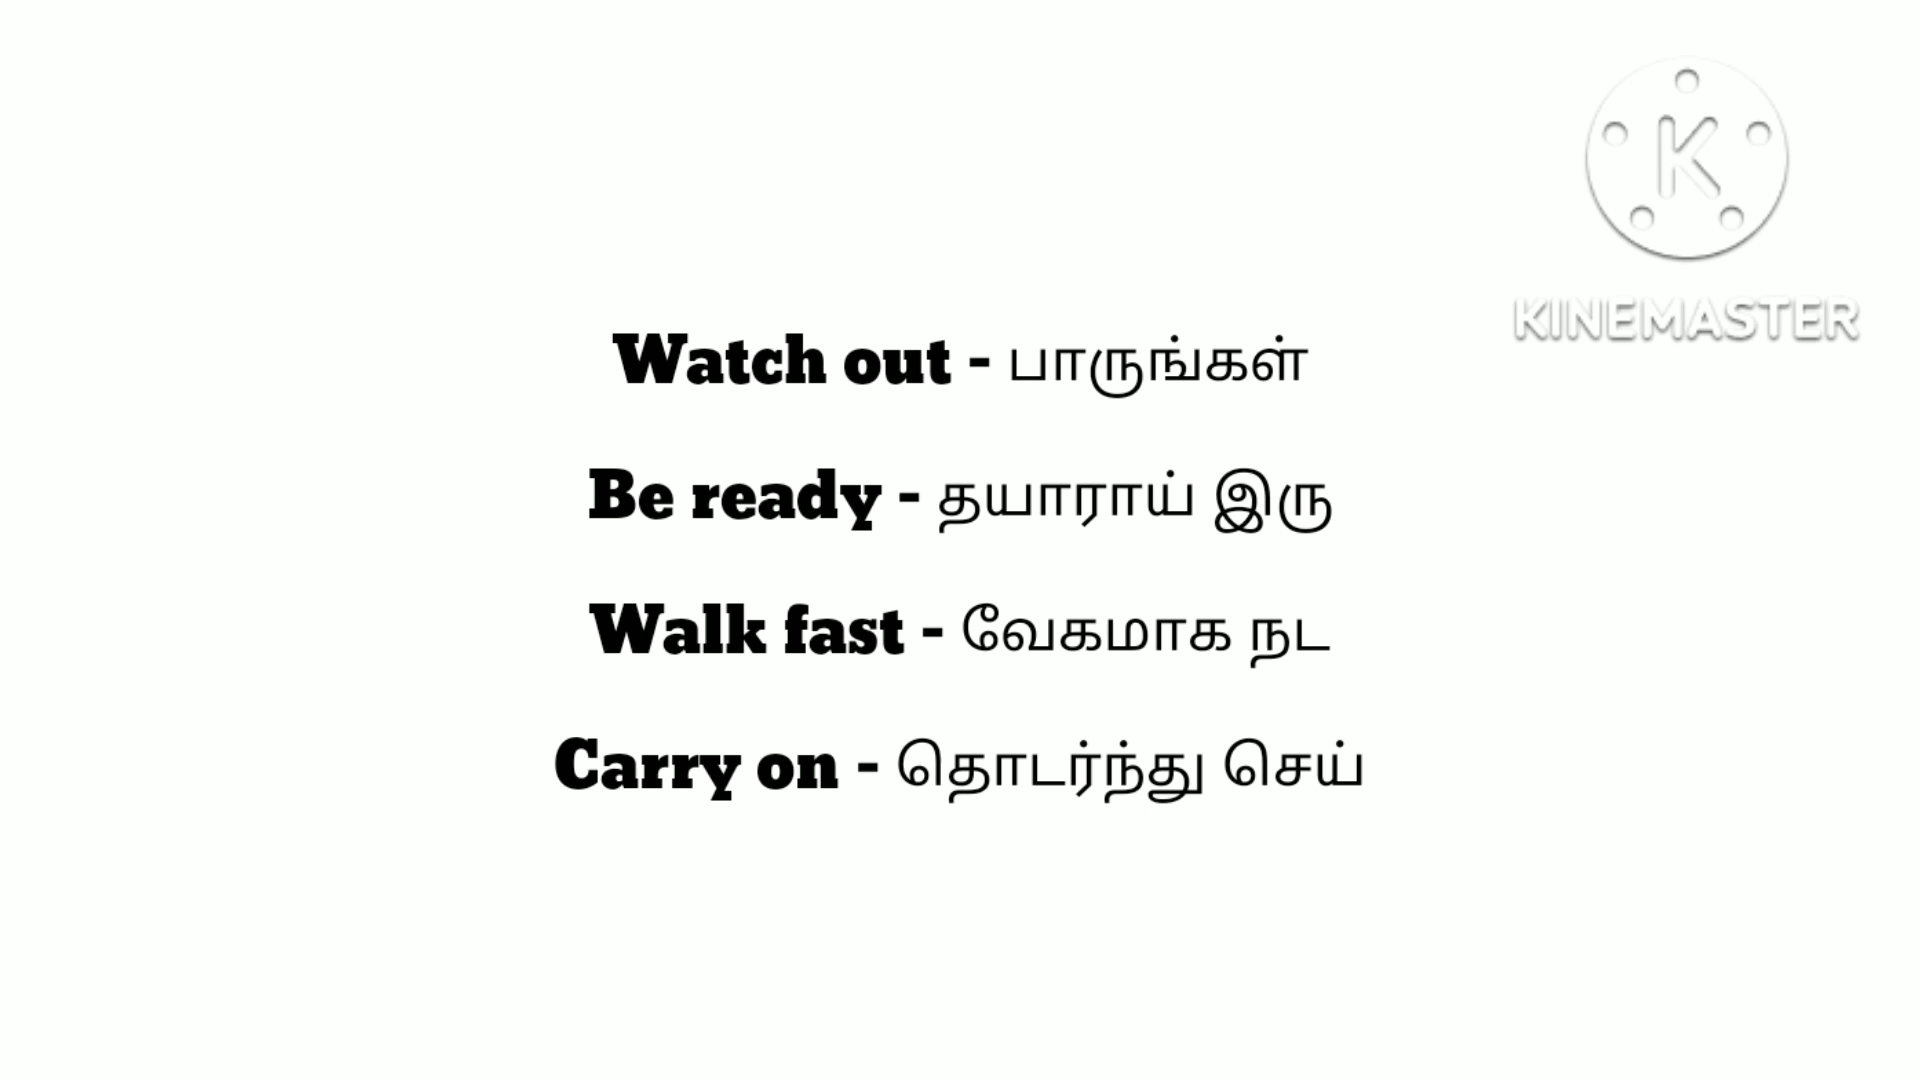 KINEMASTER
Watch out - பாருங்கள்
Be ready - தயாராய் இரு
Walk fast - வேகமாக நட
Carry on - தொடர்ந்து செய்